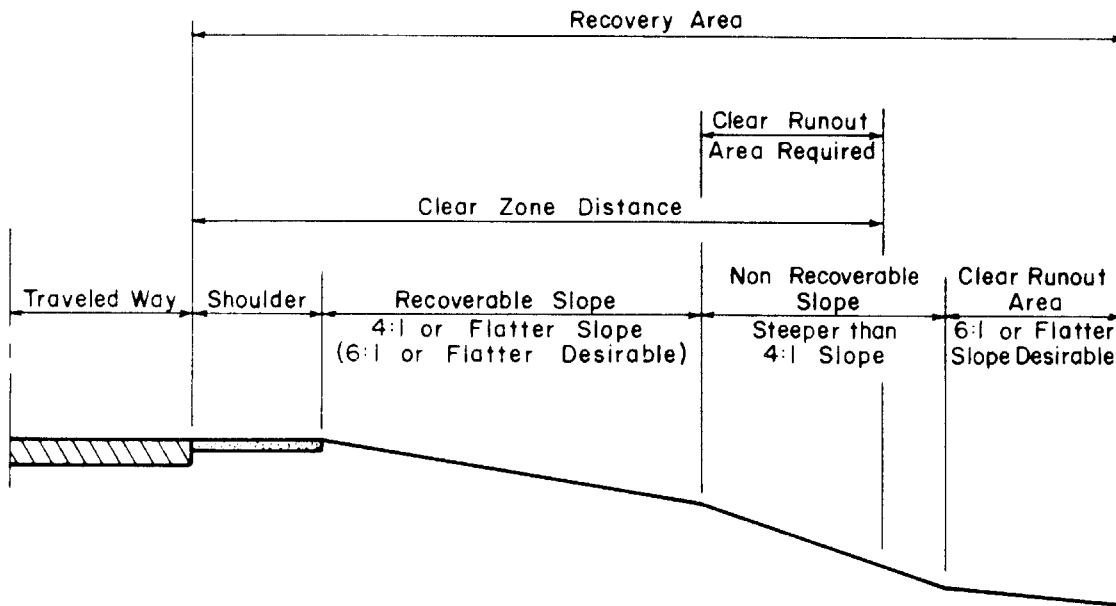 Recovery Area
Clear Runout
Area Required
Clear Zone Distance
Traveled Way
Shoulder
Recoverable Slope
4:1 or Flatter Slope
(6:1 or Flatter Desirable)
Non Recoverable
Slope
Steeper than
4:1 Slope
Clear Runout
Area
6:1 or Flatter
Slope Desirable